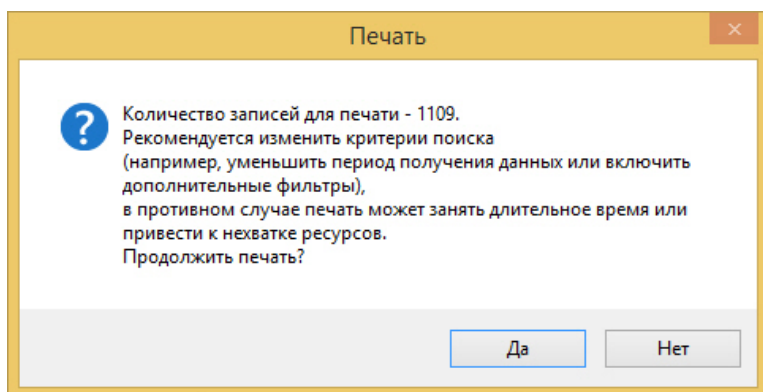 Печать
Количество записей для печати - 1109.
Рекомендуется изменить критерии поиска
(например, уменьшить период получения данных или включить
дополнительные фильтры),
в противном случае печать может занять длительное время или
привести к нехватке ресурсов.
Продолжить печать?
Да Нет